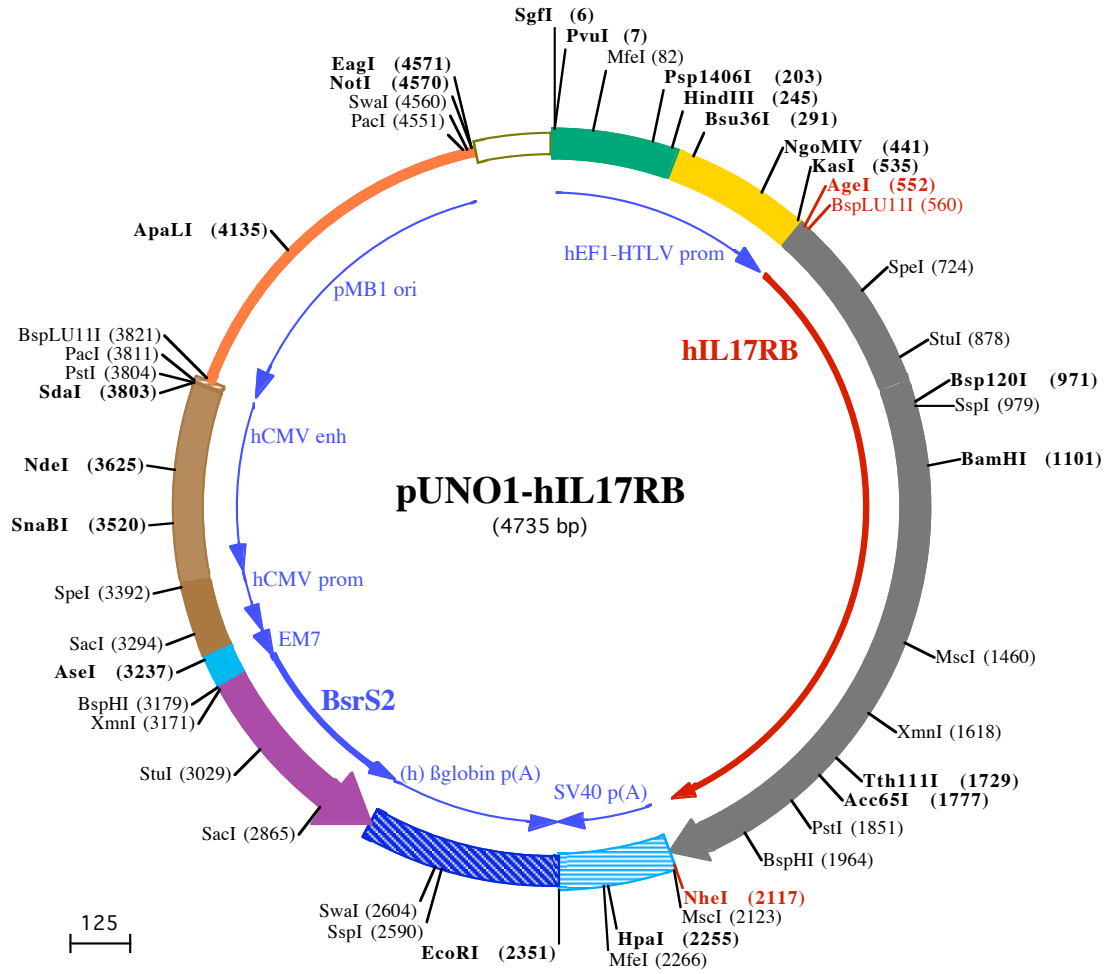 SgfI (6)
PvuI (7)
MfeI (82)
Psp1406I (203)
HindIII (245)
Bsu36I (291)
NgoMIV (441)
KasI (535)
AgeI (552)
BspLU11I (560)
SpeI (724)
StuI (878)
Bsp120I (971)
SspI (979)
BamHI (1101)
MscI (1460)
XmnI (1618)
Tth111I (1729)
Acc65I (1777)
PstI (1851)
BspHI (1964)
NheI (2117)
MscI (2123)
HpaI (2255)
MfeI (2266)
EcoRI (2351)
SspI (2590)
SwaI (2604)
SacI (2865)
StuI (3029)
XmnI (3171)
BspHI (3179)
AseI (3237)
SacI (3294)
SpeI (3392)
SnaBI (3520)
NdeI (3625)
SdaI (3803)
PstI (3804)
PacI (3811)
BspLU11I (3821)
ApaLI (4135)
PacI (4551)
SwaI (4560)
NotI (4570)
EagI (4571)
hEF1-HTLV prom
hIL17RB
SV40 p(A)
(h) ßglobin p(A)
BsrS2
EM7
hCMV prom
hCMV enh
pMB1 ori
pUNO1-hIL17RB
(4735 bp)
125